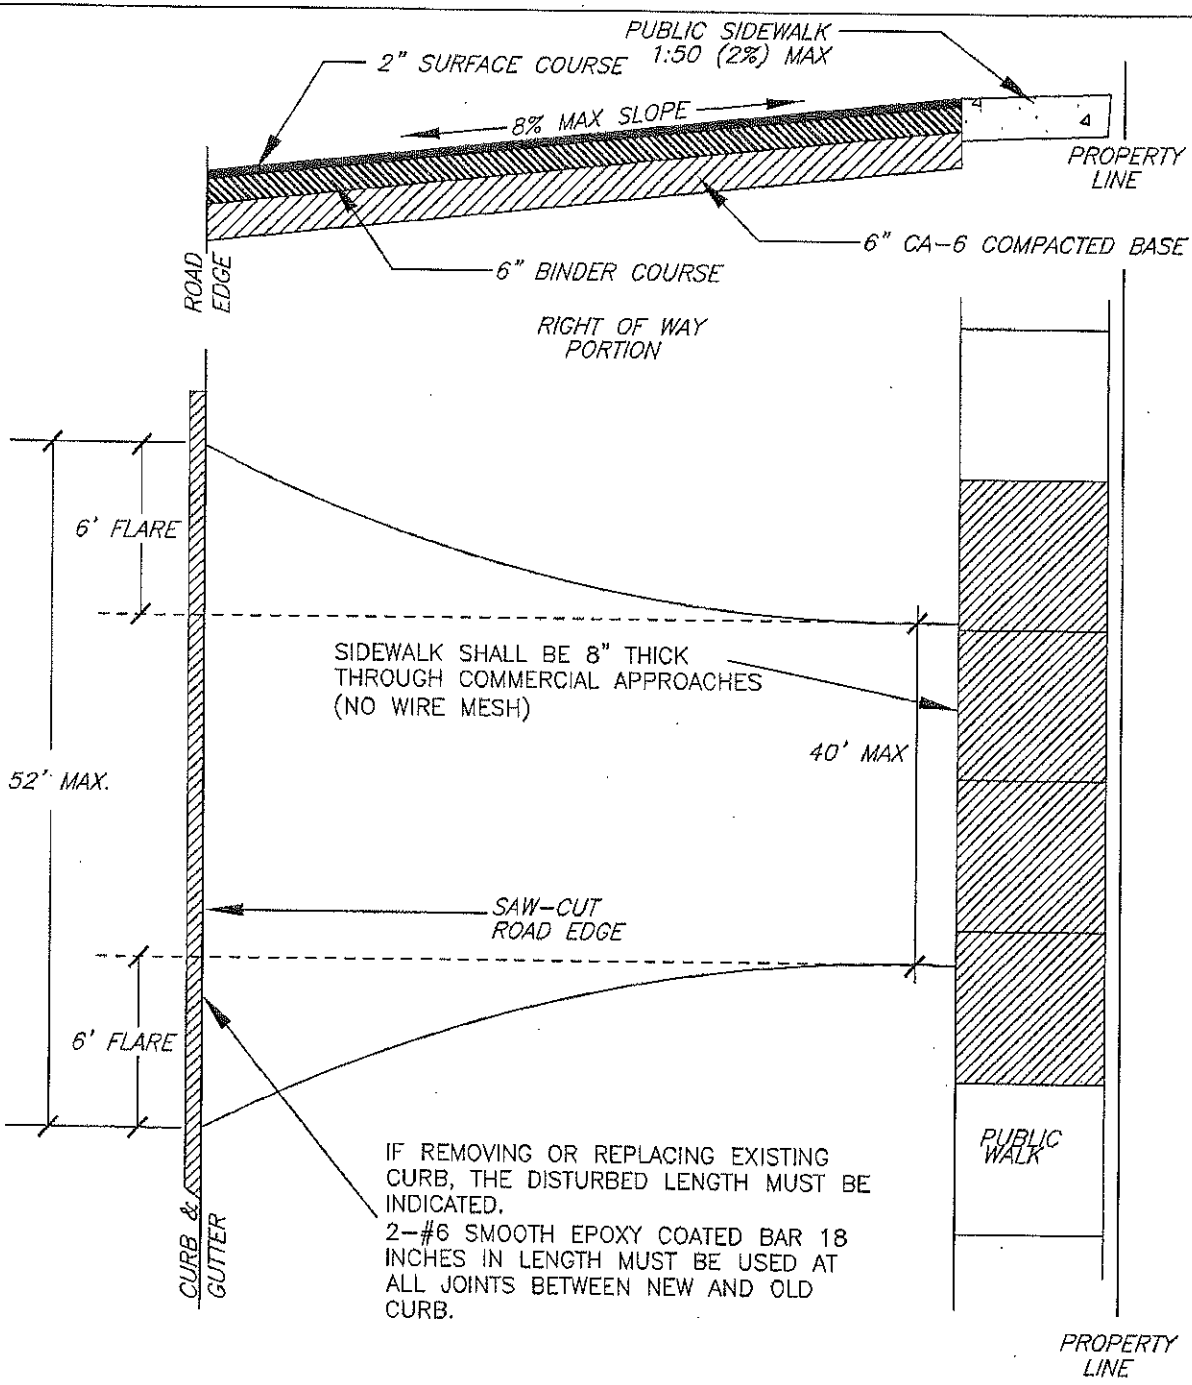 PUBLIC SIDEWALK
1:50 (2%) MAX
2" SURFACE COURSE
8% MAX SLOPE
PROPERTY
LINE
6" CA-6 COMPACTED BASE
6" BINDER COURSE
ROAD
EDGE
RIGHT OF WAY
PORTION
6' FLARE
SIDEWALK SHALL BE 8" THICK
THROUGH COMMERCIAL APPROACHES
(NO WIRE MESH)
40' MAX
52' MAX.
SAW-CUT
ROAD EDGE
6' FLARE
PUBLIC
WALK
IF REMOVING OR REPLACING EXISTING
CURB, THE DISTURBED LENGTH MUST BE
INDICATED.
2-#6 SMOOTH EPOXY COATED BAR 18
INCHES IN LENGTH MUST BE USED AT
ALL JOINTS BETWEEN NEW AND OLD
CURB.
CURB &
GUTTER
PROPERTY
LINE